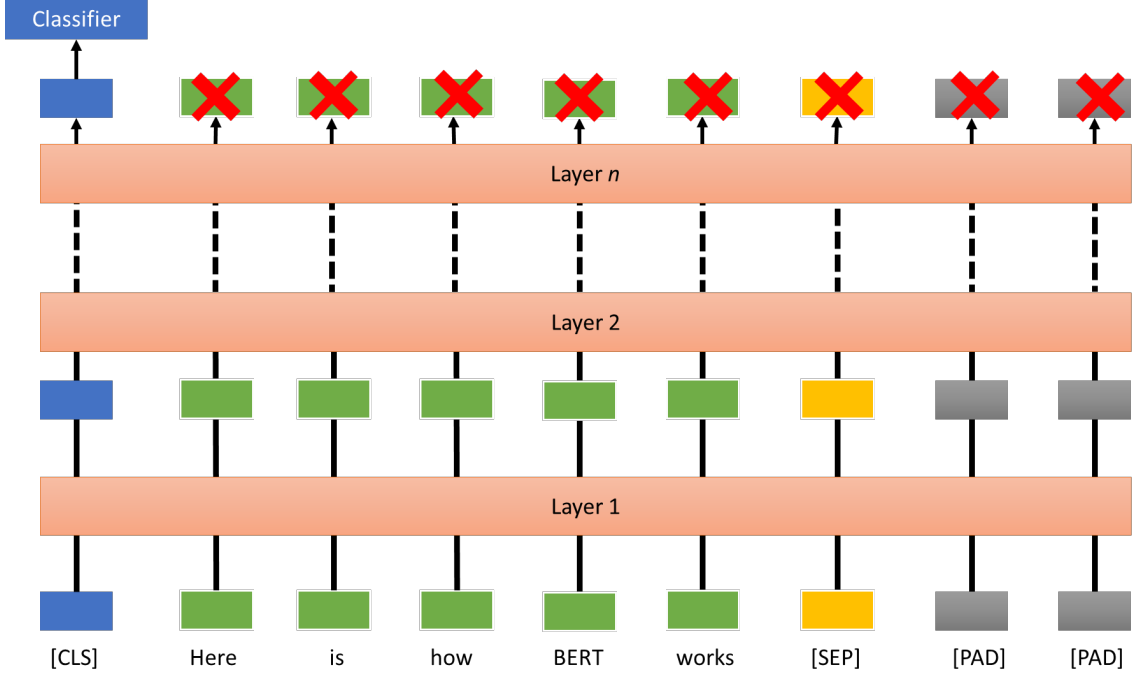 Classifier
Layer n
Layer 2
Layer 1
[CLS] Here is how BERT works [SEP] [PAD] [PAD]